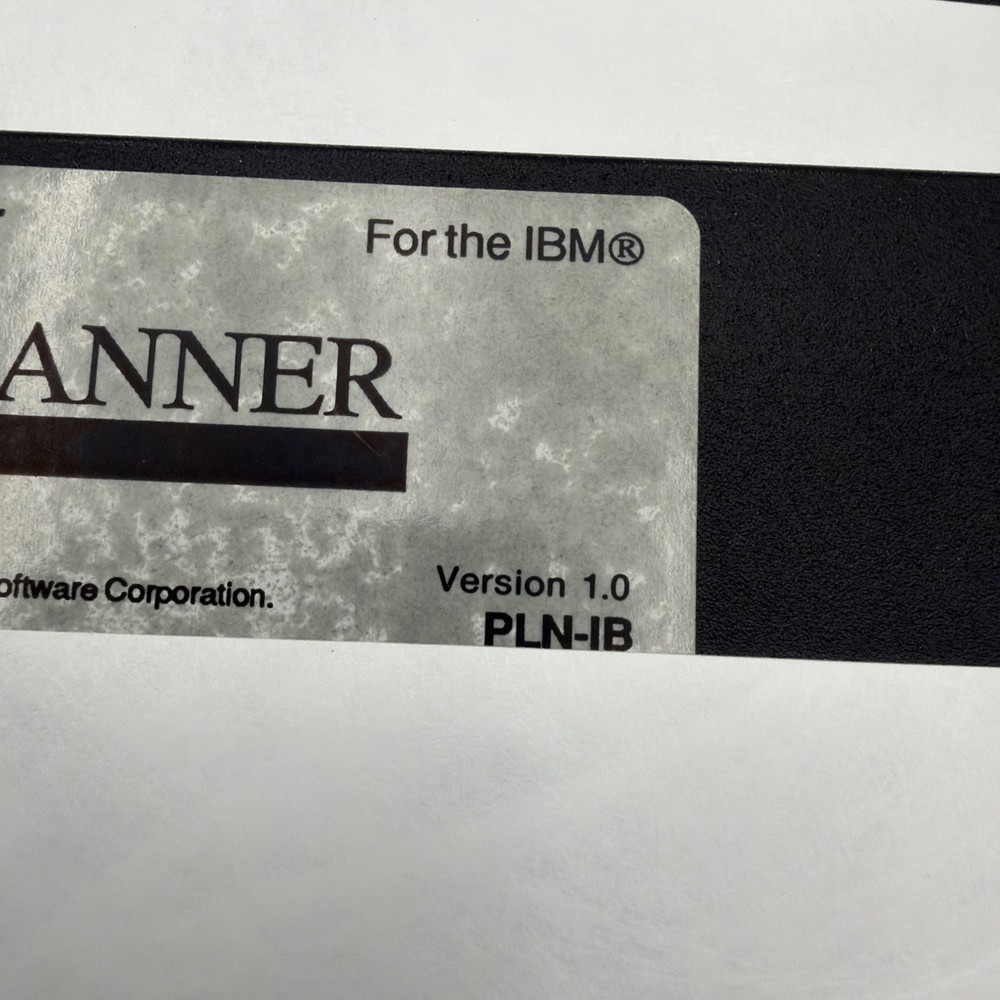 For the IBM®
ANNER
oftware Corporation.
Version 1.0
PLN-IB